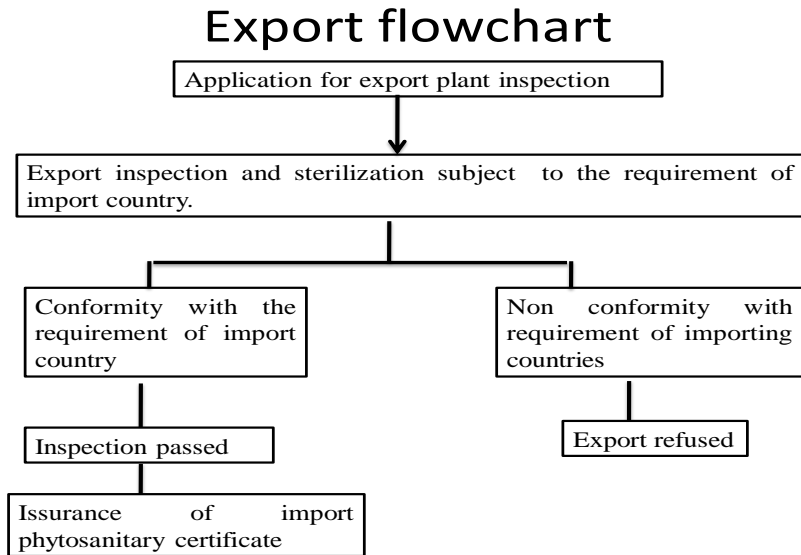 Export flowchart
Application for export plant inspection
Export inspection and sterilization subject to the requirement of
import country.
Conformity with the
requirement of import
country
Non conformity with
requirement of importing
countries
Inspection passed
Export refused
Issurance of import
phytosanitary certificate